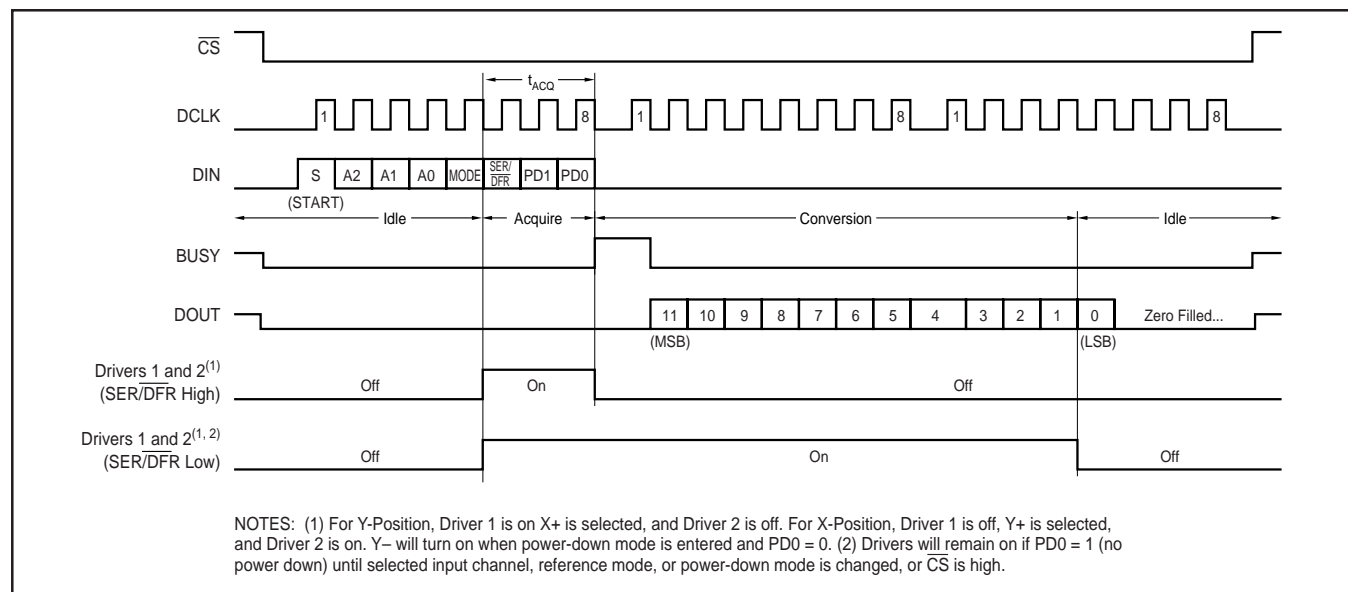 CS
tACQ
DCLK 1 8 1 8 1 8
DIN S A2 A1 A0 MODE SER/DFR PD1 PD0
(START)
Idle Acquire Conversion Idle
BUSY
DOUT 11 10 9 8 7 6 5 4 3 2 1 0 Zero Filled...
(MSB) (LSB)
Drivers 1 and 2(1)
(SER/DFR High) Off On Off
Drivers 1 and 2(1, 2)
(SER/DFR Low) Off On Off
NOTES: (1) For Y-Position, Driver 1 is on X+ is selected, and Driver 2 is off. For X-Position, Driver 1 is off, Y+ is selected,
and Driver 2 is on. Y– will turn on when power-down mode is entered and PD0 = 0. (2) Drivers will remain on if PD0 = 1 (no
power down) until selected input channel, reference mode, or power-down mode is changed, or CS is high.